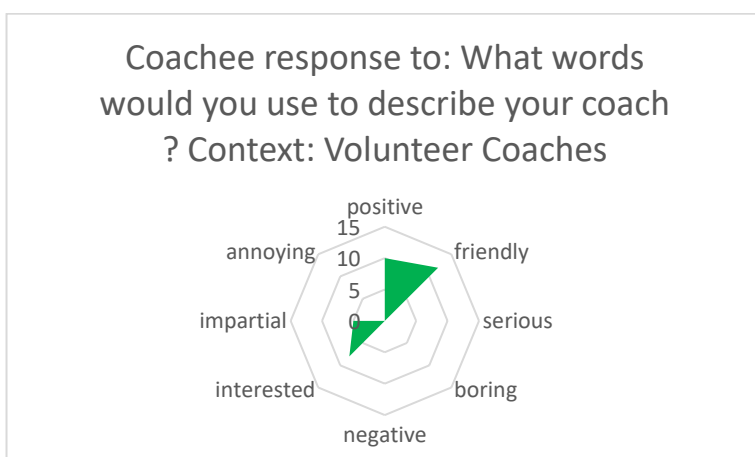 Coachee response to: What words
would you use to describe your coach
? Context: Volunteer Coaches
positive
15
annoying
friendly
10
5
impartial
0
serious
interested
boring
negative